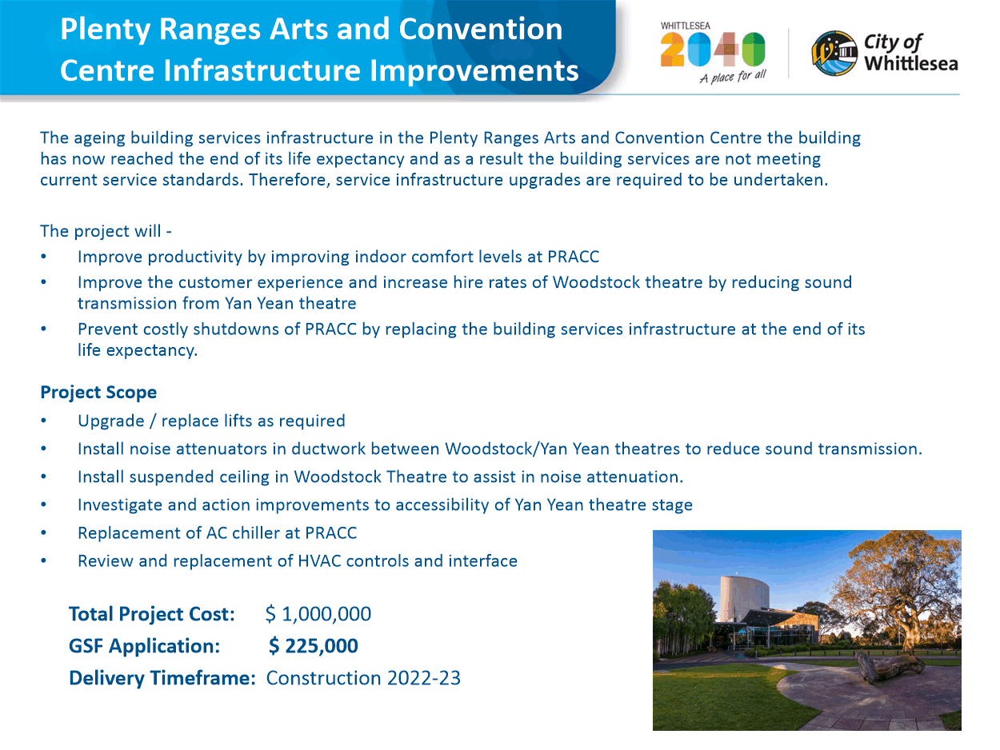 Plenty Ranges Arts and Convention
Centre Infrastructure Improvements
WHITTLESEA
2040
A place for all
City of
Whittlesea
The ageing building services infrastructure in the Plenty Ranges Arts and Convention Centre the building
has now reached the end of its life expectancy and as a result the building services are not meeting
current service standards. Therefore, service infrastructure upgrades are required to be undertaken.
The project will -
• Improve productivity by improving indoor comfort levels at PRACC
• Improve the customer experience and increase hire rates of Woodstock theatre by reducing sound
transmission from Yan Yean theatre
• Prevent costly shutdowns of PRACC by replacing the building services infrastructure at the end of its
life expectancy.
Project Scope
• Upgrade / replace lifts as required
• Install noise attenuators in ductwork between Woodstock/Yan Yean theatres to reduce sound transmission.
• Install suspended ceiling in Woodstock Theatre to assist in noise attenuation.
• Investigate and action improvements to accessibility of Yan Yean theatre stage
• Replacement of AC chiller at PRACC
• Review and replacement of HVAC controls and interface
Total Project Cost: $ 1,000,000
GSF Application: $ 225,000
Delivery Timeframe: Construction 2022-23